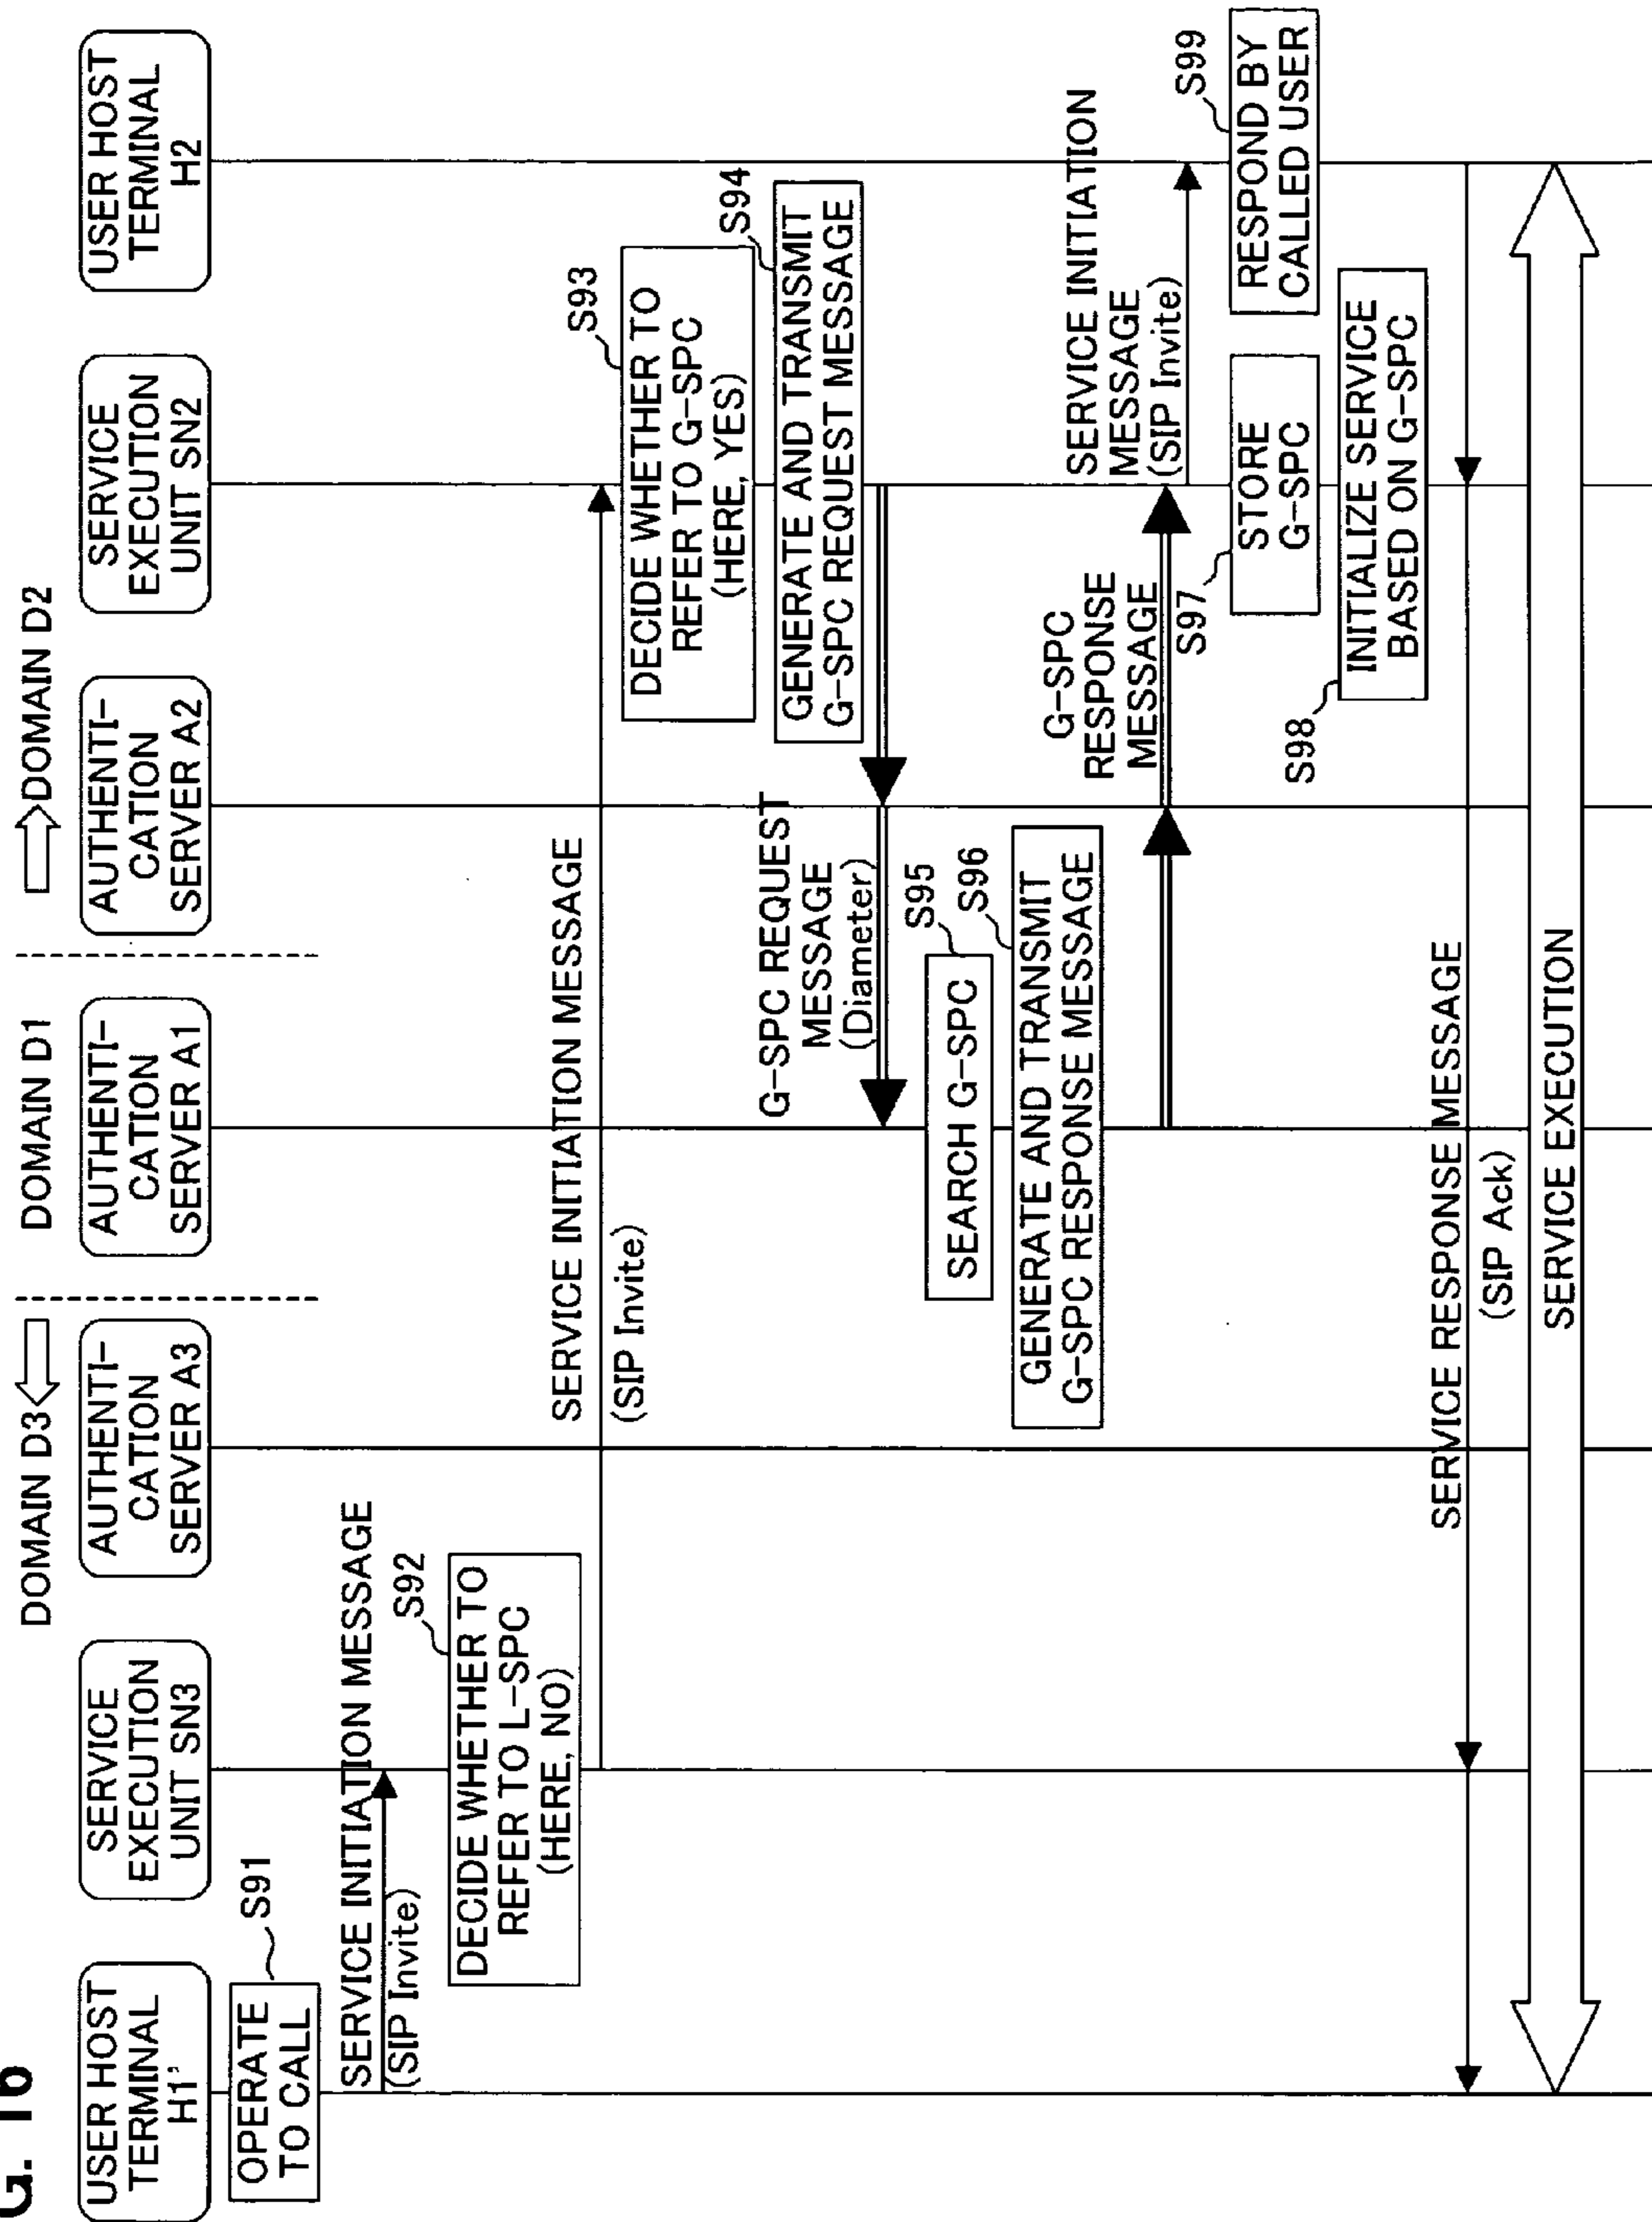 G. 16
DOMAIN D3
DOMAIN D1
DOMAIN D2
USER HOST
TERMINAL
H1'
SERVICE
EXECUTION
UNIT SN3
AUTHENTI-
CATION
SERVER A3
AUTHENTI-
CATION
SERVER A1
AUTHENTI-
CATION
SERVER A2
SERVICE
EXECUTION
UNIT SN2
USER HOST
TERMINAL
H2
OPERATE
TO CALL
S91
SERVICE INITIATION MESSAGE
(SIP Invite)
S92
DECIDE WHETHER TO
REFER TO L-SPC
(HERE, NO)
SERVICE INITIATION MESSAGE
(SIP Invite)
S93
DECIDE WHETHER TO
REFER TO G-SPC
(HERE, YES)
S94
GENERATE AND TRANSMIT
G-SPC REQUEST MESSAGE
G-SPC REQUEST
MESSAGE
(Diameter)
S95
SEARCH G-SPC
S96
GENERATE AND TRANSMIT
G-SPC RESPONSE MESSAGE
G-SPC
RESPONSE
MESSAGE
SERVICE INITIATION
MESSAGE
(SIP Invite)
S97
STORE
G-SPC
S99
RESPOND BY
CALLED USER
S98
INITIALIZE SERVICE
BASED ON G-SPC
SERVICE RESPONSE MESSAGE
(SIP Ack)
SERVICE EXECUTION